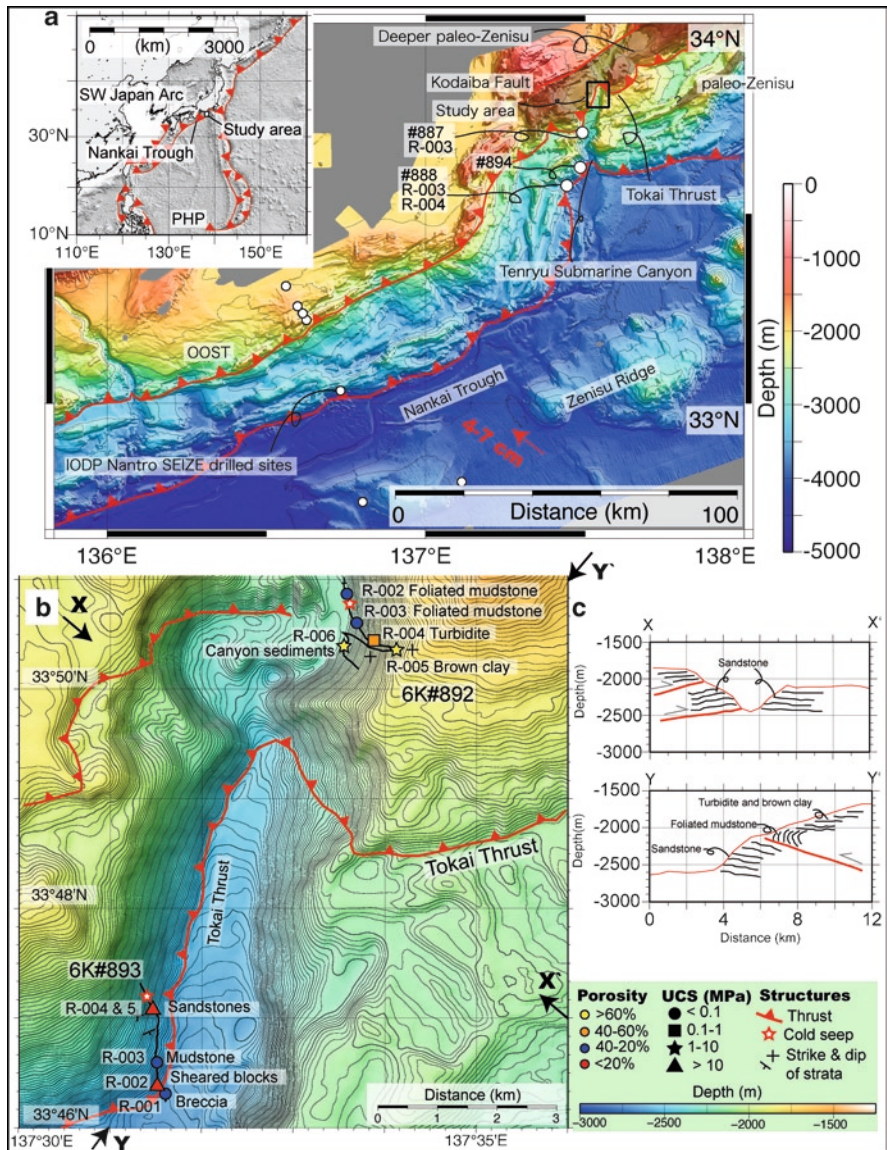 a
0 (km) 3000
SW Japan Arc
Study area
30°N
Nankai Trough
PHP
10°N
110°E 130°E 150°E
Deeper paleo-Zenisu
34°N
Kodaiba Fault
paleo-Zenisu
?
Study area
#887
R-003
#894
#888
R-003
R-004
Tokai Thrust
Tenryu Submarine Canyon
OOST
Nankai Trough
Zenisu Ridge
33°N
4-7 cm
IODP Nantro SEIZE drilled sites
0 Distance (km) 100
136°E 137°E 138°E
0
-1000
-2000
-3000
-4000
-5000
Depth (m)
b
X
Y`
R-002 Foliated mudstone
R-003 Foliated mudstone
R-006
R-004 Turbidite
Canyon sediments
R-005 Brown clay
33°50'N
6K#892
Tokai Thrust
Tokai Thrust
33°48'N
6K#893
X`
R-004 & 5 Sandstones
R-003 Mudstone
R-002 Sheared blocks
R-001 Breccia
33°46'N
Distance (km)
0 1 2 3
137°30'E 137°35'E
Y
c
X X'
-1500
-2000
-2500
-3000
Depth(m)
Sandstone
Y Y'
-1500
-2000
-2500
-3000
Depth(m)
Turbidite and brown clay
Foliated mudstone
Sandstone
0 4 8 12
Distance (km)
Porosity UCS (MPa) Structures
>60% < 0.1 Thrust
40-60% 0.1-1 Cold seep
40-20% 1-10 Strike & dip
<20% > 10 of strata
Depth (m)
-3000 -2500 -2000 -1500